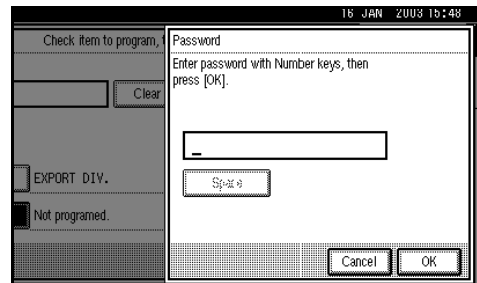 16 JAN 2003 15:48
Check item to program, t
Password
Enter password with Number keys, then
press [OK].
Clear
Space
EXPORT DIV.
Not programed.
Cancel OK